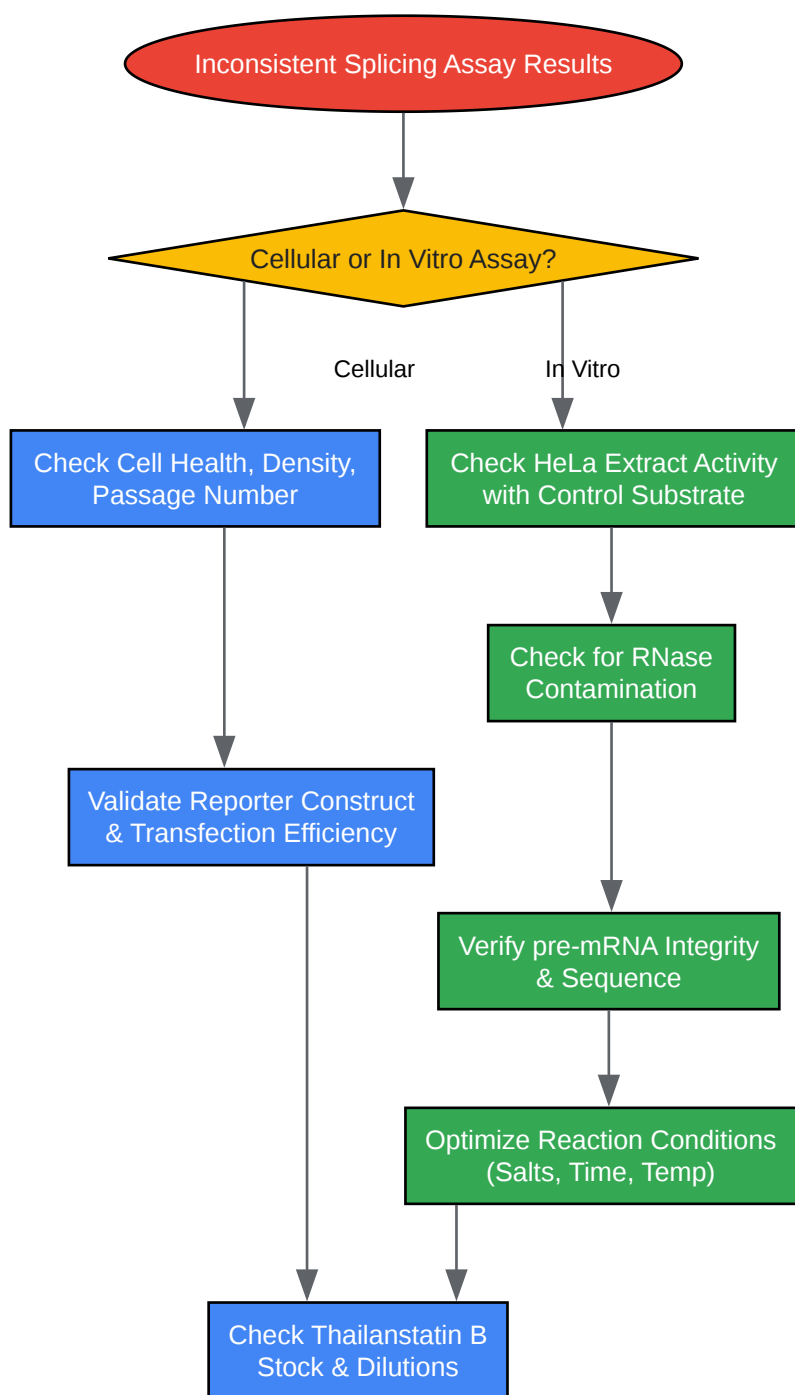 Inconsistent Splicing Assay Results
Cellular or In Vitro Assay?
Cellular
In Vitro
Check Cell Health, Density,
Passage Number
Check HeLa Extract Activity
with Control Substrate
Check for RNase
Contamination
Validate Reporter Construct
& Transfection Efficiency
Verify pre-mRNA Integrity
& Sequence
Optimize Reaction Conditions
(Salts, Time, Temp)
Check Thailanstatin B
Stock & Dilutions